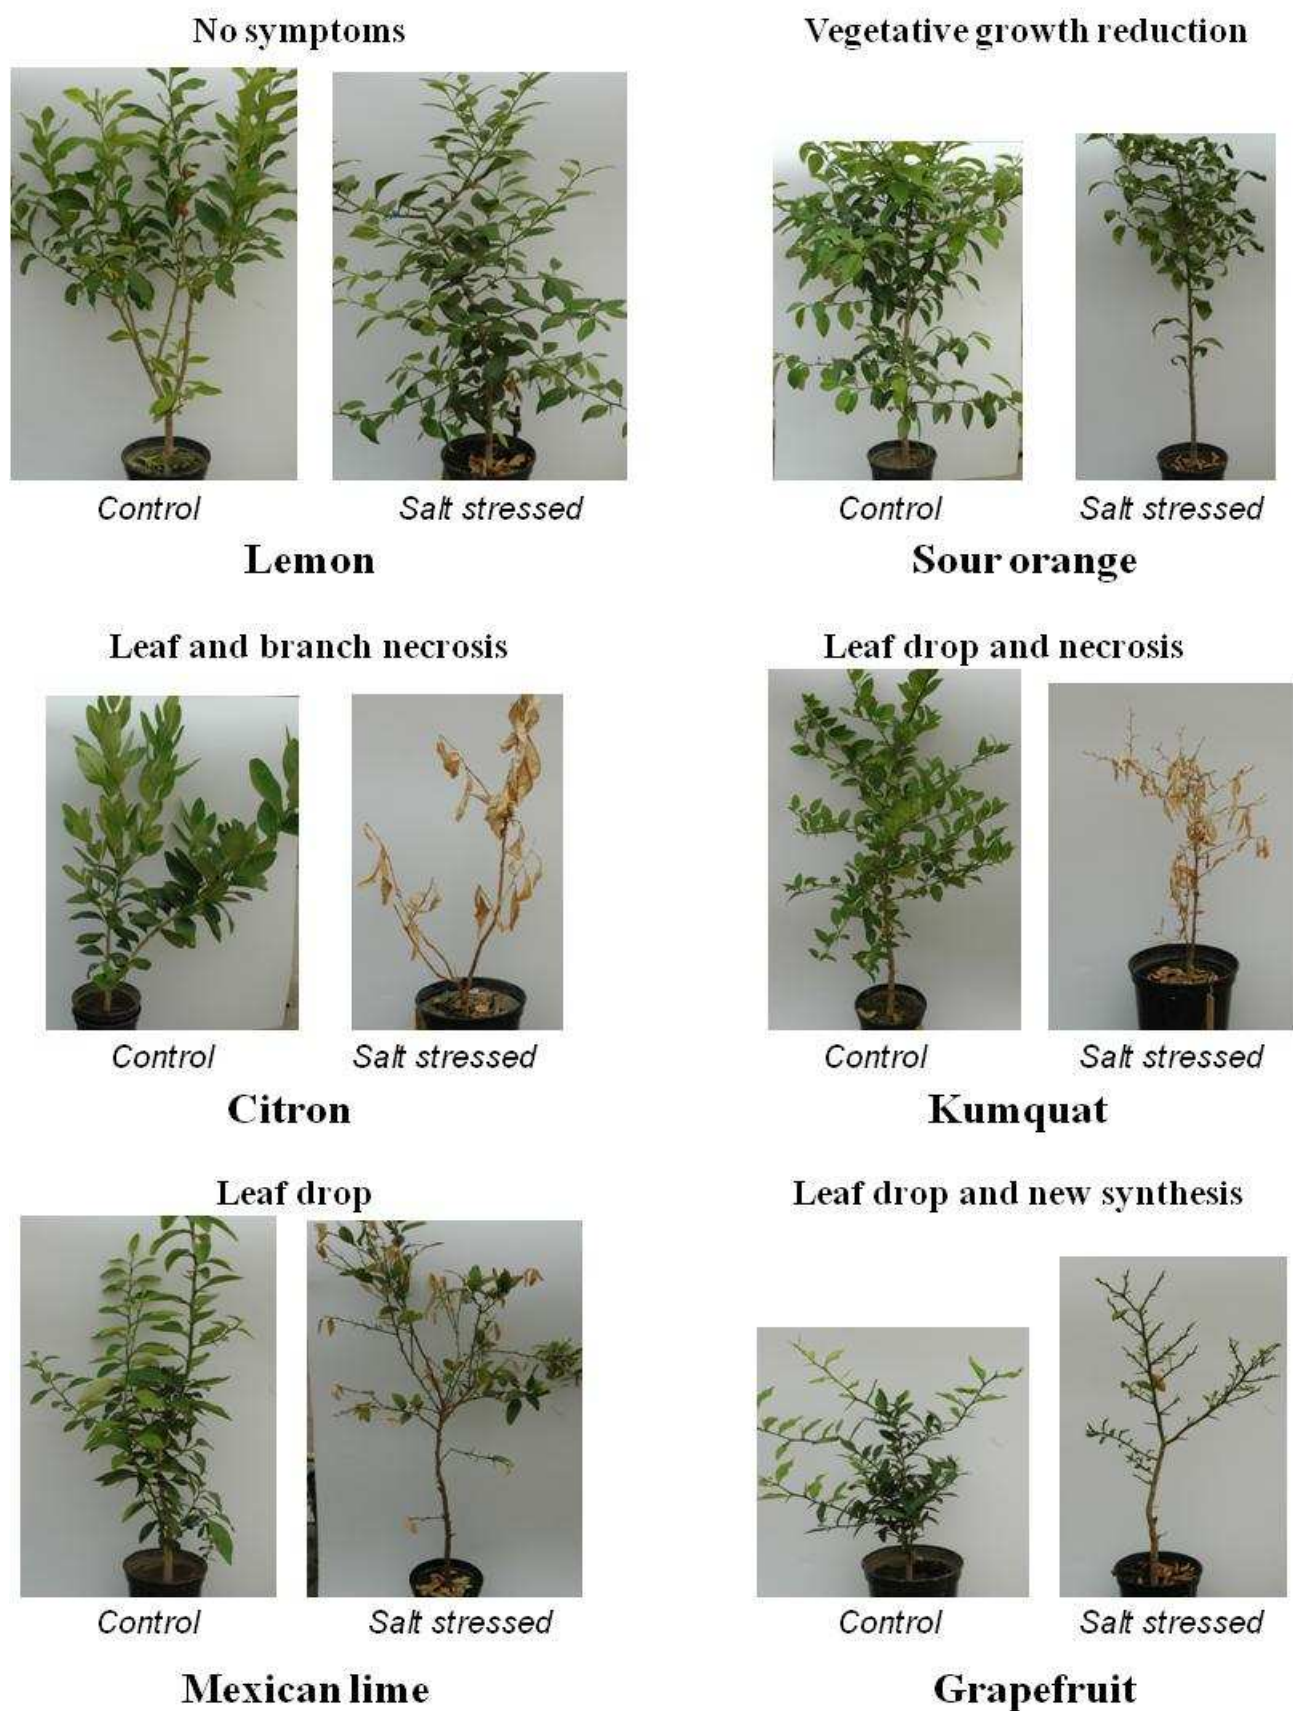 No symptoms
Vegetative growth reduction
Control
Salt stressed
Control
Salt stressed
Lemon
Sour orange
Leaf and branch necrosis
Leaf drop and necrosis
Control
Salt stressed
Control
Salt stressed
Citron
Kumquat
Leaf drop
Leaf drop and new synthesis
Control
Salt stressed
Control
Salt stressed
Mexican lime
Grapefruit